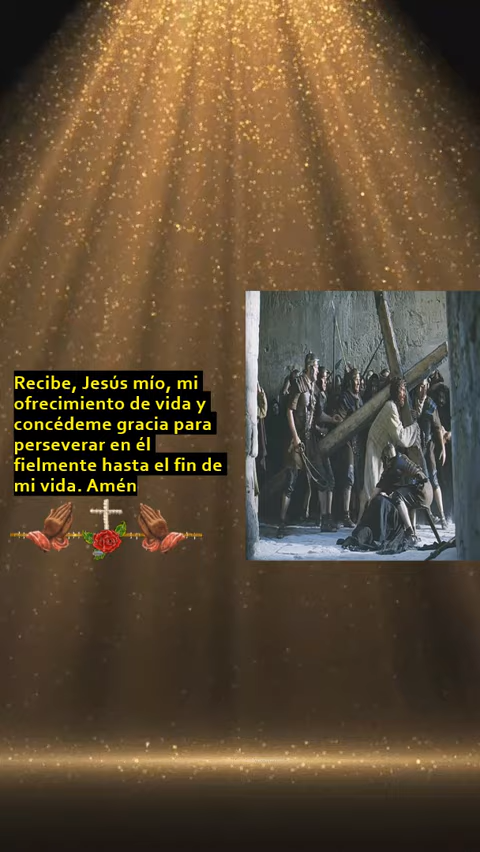 Recibe, Jesús mío, mi
ofrecimiento de vida y
concédeme gracia para
perseverar en él
fielmente hasta el fin de
mi vida. Amén